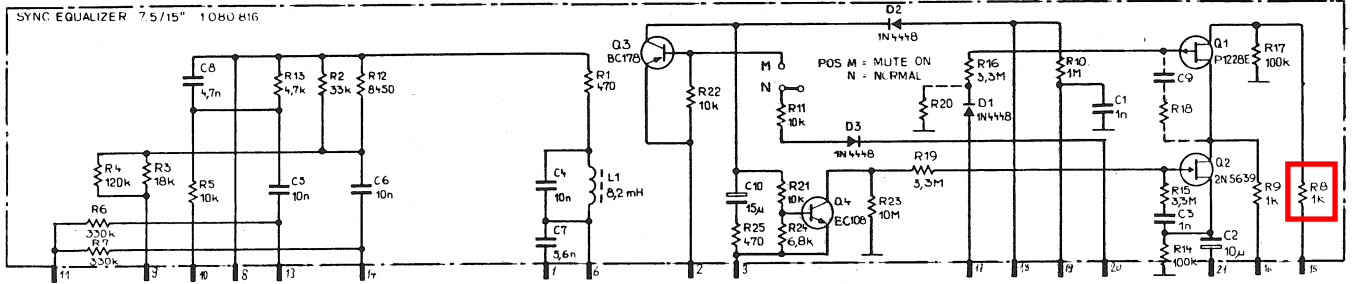 SYNC EQUALIZER 7.5/15" 1080 816
D2
1N4448
Q3
BC178
POS M = MUTE ON
N = NORMAL
M
N
C8
4,7n
R13
4,7k
R2
33k
R12
8450
R1
470
R22
10k
R11
10k
D3
1N4448
R16
3,3M
R20
D1
1N4448
R10
1M
C1
1n
Q1
P1228E
C9
R18
R17
100k
R4
120k
R3
18k
R5
10k
C5
10n
C6
10n
C4
10n
L1
8,2 mH
R6
330k
R7
330k
C7
5,6n
C10
15µ
R21
10k
R25
470
R24
6,8k
Q4
BC108
R23
10M
R19
3,3M
Q2
2N5639
R15
3,3M
C3
1n
R14
100k
C2
10µ
R9
1k
R8
1k
11
9
10
8
13
14
1
6
2
3
17
18
19
20
21
16
15